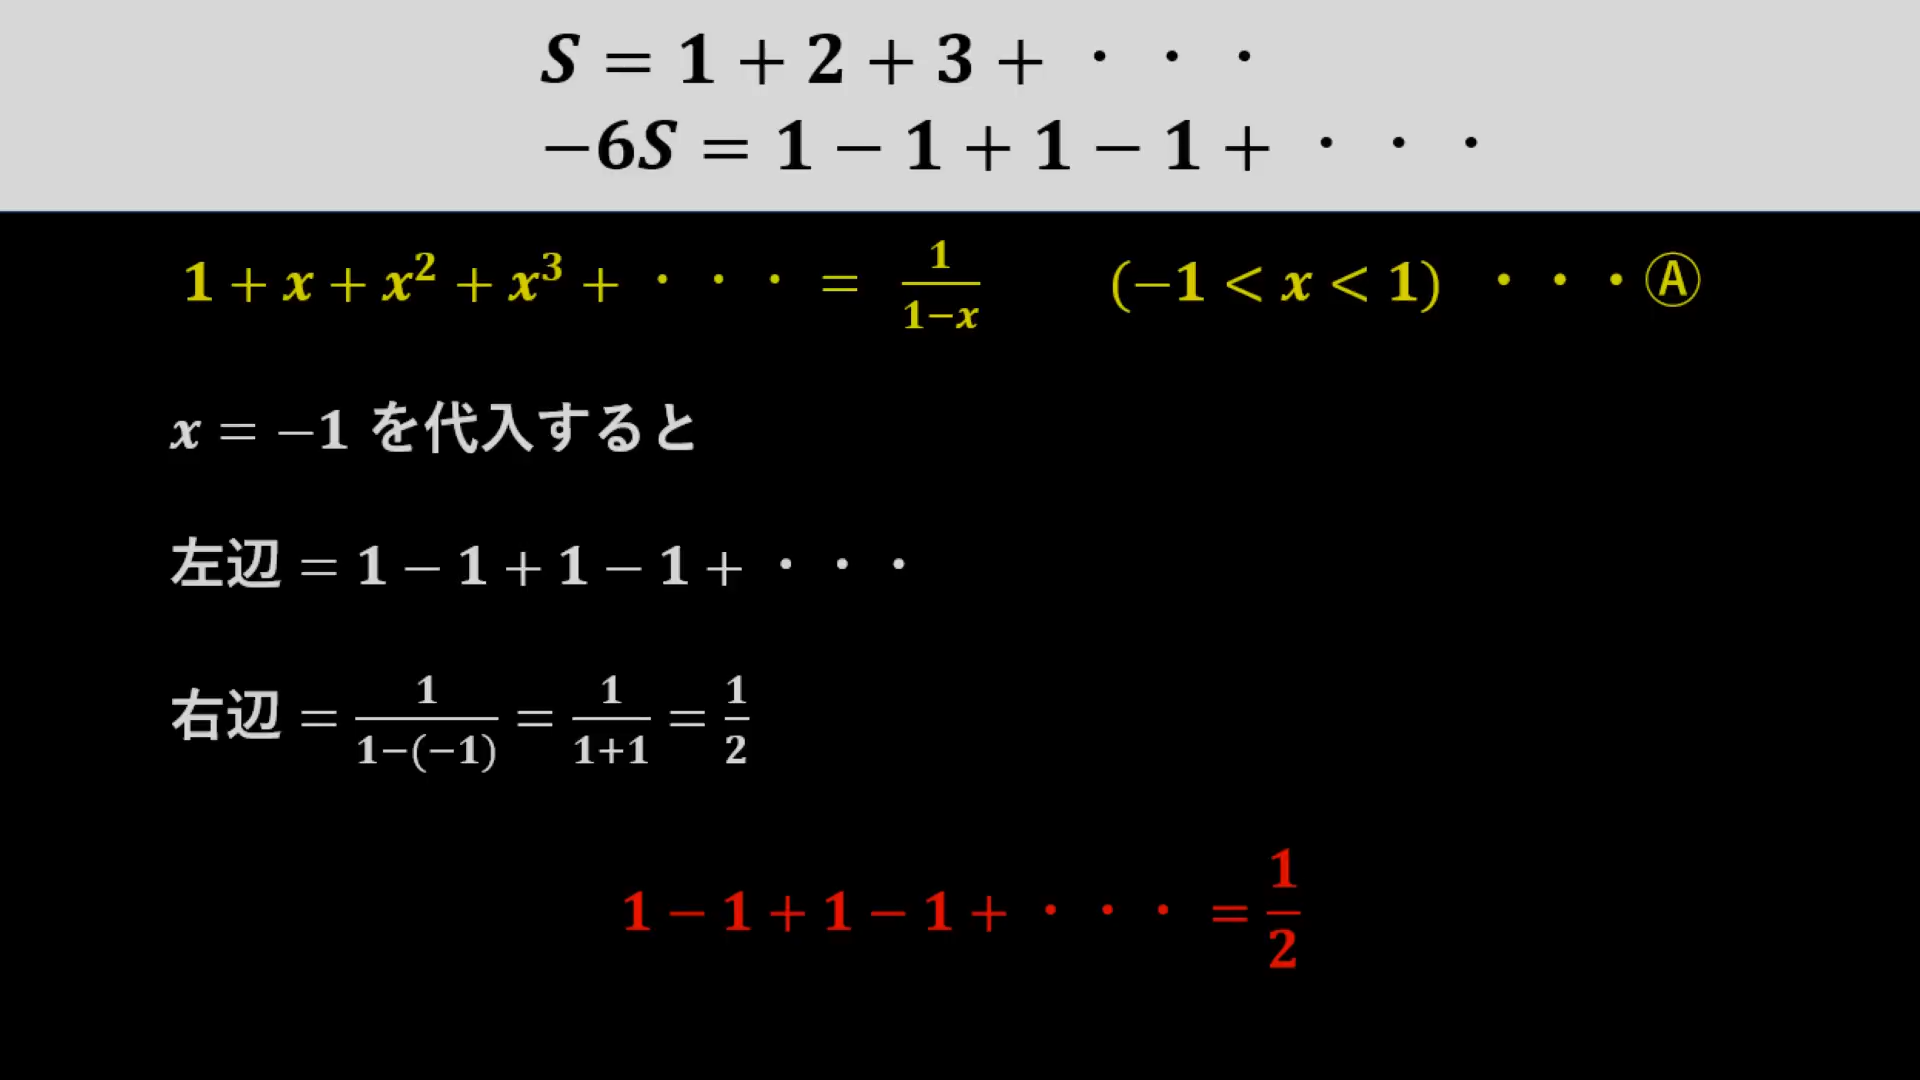 S = 1 + 2 + 3 + ・ ・ ・
−6S = 1 − 1 + 1 − 1 + ・ ・ ・
1 + x + x² + x³ + ・ ・ ・ = 1/(1−x) (−1 < x < 1) ・ ・ ・Ⓐ
x = −1 を代入すると
左辺 = 1 − 1 + 1 − 1 + ・ ・ ・
右辺 = 1/(1−(−1)) = 1/(1+1) = 1/2
1 − 1 + 1 − 1 + ・ ・ ・ = 1/2